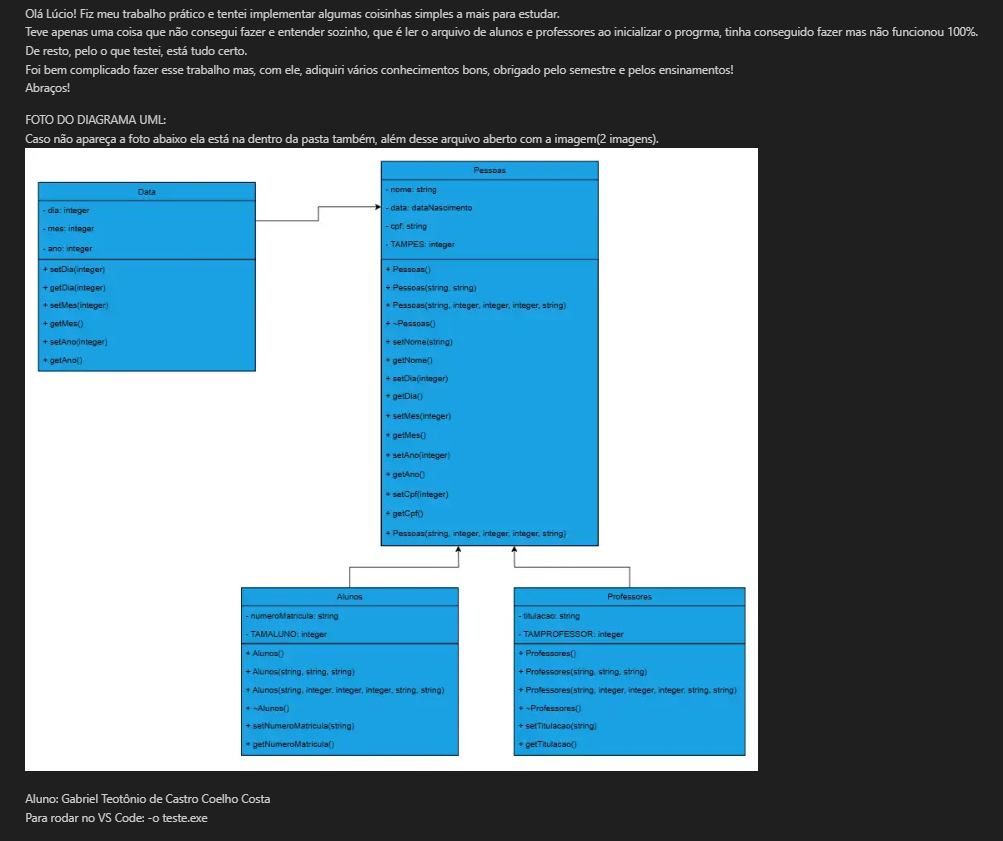 Olá Lúcio! Fiz meu trabalho prático e tentei implementar algumas coisinhas simples a mais para estudar.
Teve apenas uma coisa que não consegui fazer e entender sozinho, que é ler o arquivo de alunos e professores ao inicializar o progrma, tinha conseguido fazer mas não funcionou 100%.
De resto, pelo o que testei, está tudo certo.
Foi bem complicado fazer esse trabalho mas, com ele, adiquiri vários conhecimentos bons, obrigado pelo semestre e pelos ensinamentos!
Abraços!
FOTO DO DIAGRAMA UML:
Caso não apareça a foto abaixo ela está na dentro da pasta também, além desse arquivo aberto com a imagem(2 imagens).
Data
- dia: integer
- mes: integer
- ano: integer
+ setDia(integer)
+ getDia(integer)
+ setMes(integer)
+ getMes()
+ setAno(integer)
+ getAno()
Pessoas
- nome: string
- data: dataNascimento
- cpf: string
- TAMPES: integer
+ Pessoas()
+ Pessoas(string, string)
+ Pessoas(string, integer, integer, integer, string)
+ ~Pessoas()
+ setNome(string)
+ getNome()
+ setDia(integer)
+ getDia()
+ setMes(integer)
+ getMes()
+ setAno(integer)
+ getAno()
+ setCpf(integer)
+ getCpf()
+ Pessoas(string, integer, integer, integer, string)
Alunos
- numeroMatricula: string
- TAMALUNO: integer
+ Alunos()
+ Alunos(string, string, string)
+ Alunos(string, integer, integer, integer, string, string)
+ ~Alunos()
+ setNumeroMatricula(string)
+ getNumeroMatricula()
Professores
- titulacao: string
- TAMPROFESSOR: integer
+ Professores()
+ Professores(string, string, string)
+ Professores(string, integer, integer, integer, string, string)
+ ~Professores()
+ setTitulacao(string)
+ getTitulacao()
Aluno: Gabriel Teotônio de Castro Coelho Costa
Para rodar no VS Code: -o teste.exe